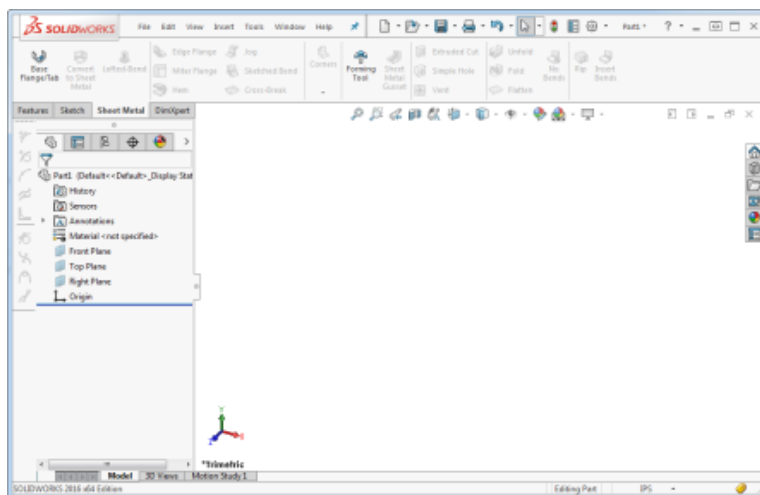 SOLIDWORKS File Edit View Insert Tools Window Help Part1 * ?
Base Flange/Tab
Convert to Sheet Metal
Lofted-Bend
Edge Flange
Miter Flange
Hem
Jog
Sketched Bend
Cross-Break
Corners
Forming Tool
Sheet Metal Gusset
Extruded Cut
Simple Hole
Vent
Unfold
Fold
Flatten
No Bends
Rip
Insert Bends
Features Sketch Sheet Metal DimXpert
Part1 (Default<<Default>_Display Stat
History
Sensors
Annotations
Material <not specified>
Front Plane
Top Plane
Right Plane
Origin
*Trimetric
Model 3D Views Motion Study 1
SOLIDWORKS 2016 x64 Edition Editing Part IPS